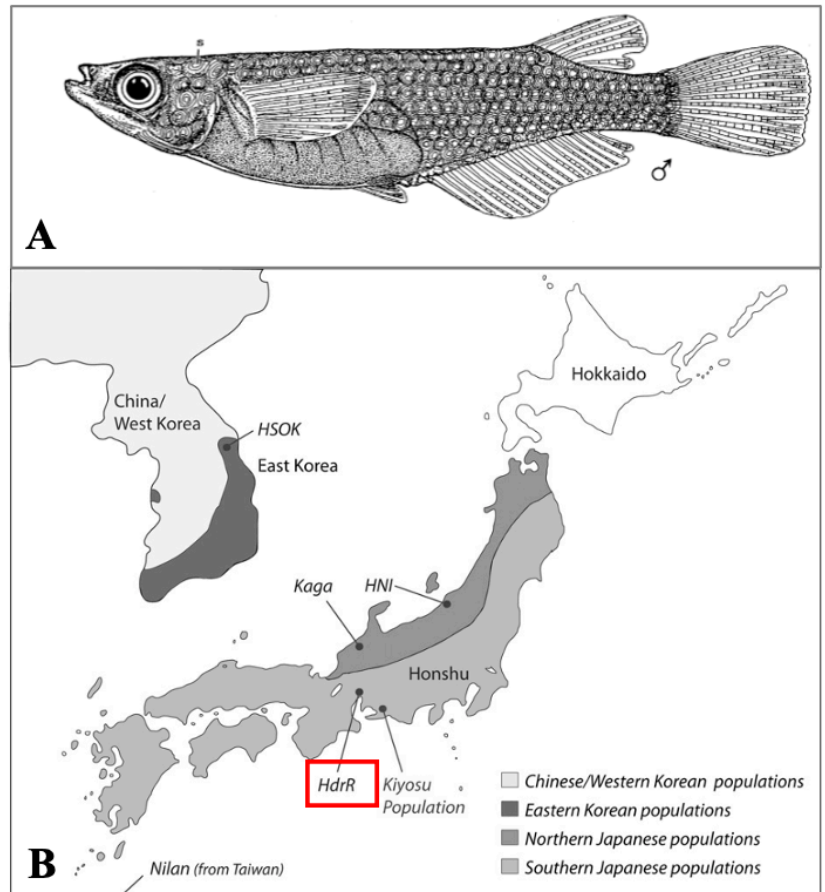 s
♂
A
Hokkaido
China/
West Korea
HSOK
East Korea
Kaga
HNI
Honshu
HdrR
Kiyosu
Population
Chinese/Western Korean populations
Eastern Korean populations
Northern Japanese populations
Southern Japanese populations
B
Nilan (from Taiwan)